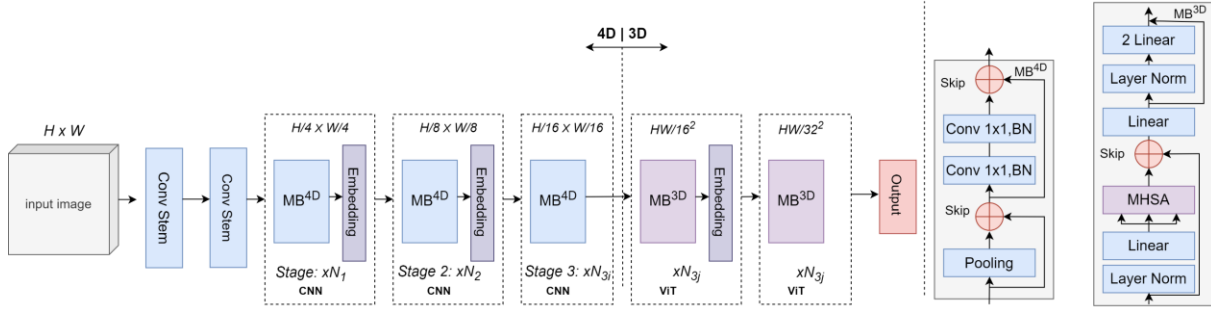 4D | 3D
H x W
input image
Conv Stem
Conv Stem
H/4 x W/4
MB^4D
Embedding
Stage: xN_1
CNN
H/8 x W/8
MB^4D
Embedding
Stage 2: xN_2
CNN
H/16 x W/16
MB^4D
Stage 3: xN_3i
CNN
HW/16^2
MB^3D
Embedding
xN_3j
ViT
HW/32^2
MB^3D
xN_3j
ViT
Output
MB^4D
Skip
Conv 1x1,BN
Conv 1x1,BN
Skip
Pooling
MB^3D
2 Linear
Layer Norm
Linear
Skip
MHSA
Linear
Layer Norm